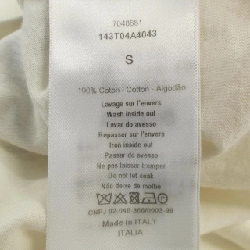 143T04A4043
S
100% Coton - Cotton - Algodão
Lavage sur l'envers
Wash inside out
Lavar do avesso
Repasser sur l'envers
Iron inside out
Passar do avesso
Ne pas laisser tremper
Do not let soak
Não deixe de molho
Made in ITALY
ITALIA